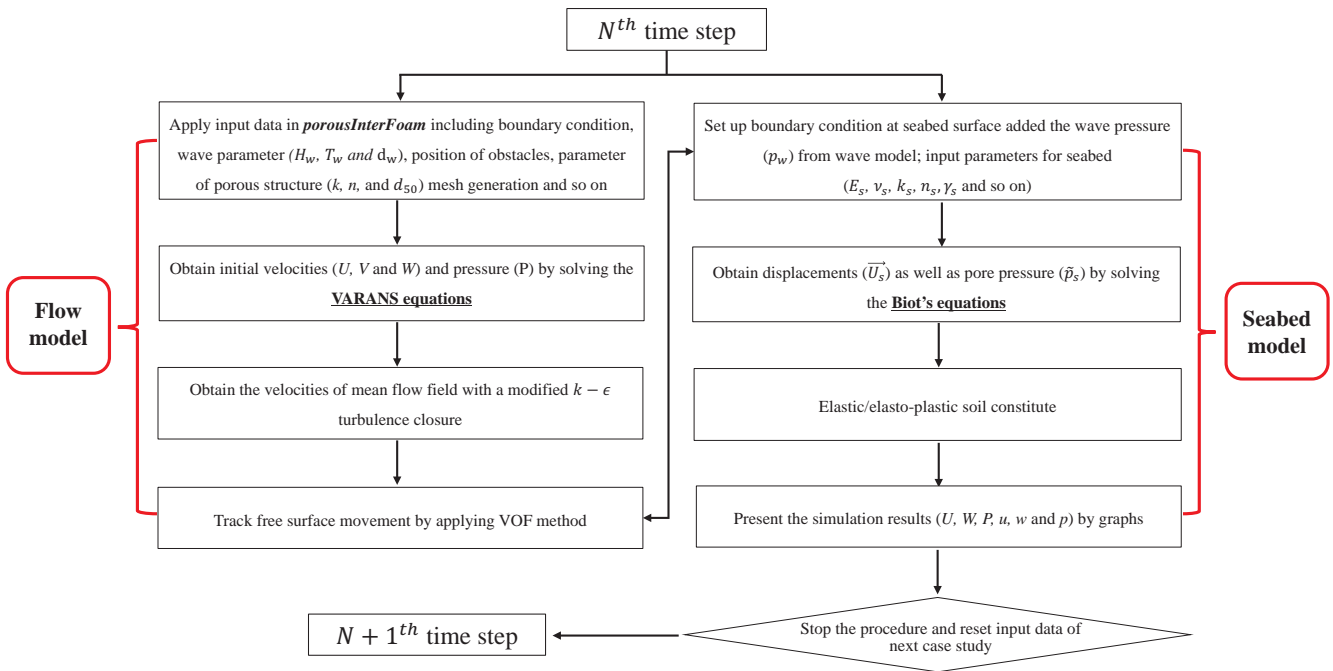 N^{th} time step
Apply input data in porousInterFoam including boundary condition,
wave parameter (H_w, T_w and d_w), position of obstacles, parameter
of porous structure (k, n, and d_{50}) mesh generation and so on
Obtain initial velocities (U, V and W) and pressure (P) by solving the
VARANS equations
Obtain the velocities of mean flow field with a modified k − ϵ
turbulence closure
Track free surface movement by applying VOF method
Flow
model
Set up boundary condition at seabed surface added the wave pressure
(p_w) from wave model; input parameters for seabed
(E_s, ν_s, k_s, n_s, γ_s and so on)
Obtain displacements (\overrightarrow{U_s}) as well as pore pressure (\tilde{p}_s) by solving
the Biot's equations
Elastic/elasto-plastic soil constitute
Present the simulation results (U, W, P, u, w and p) by graphs
Seabed
model
Stop the procedure and reset input data of
next case study
N + 1^{th} time step